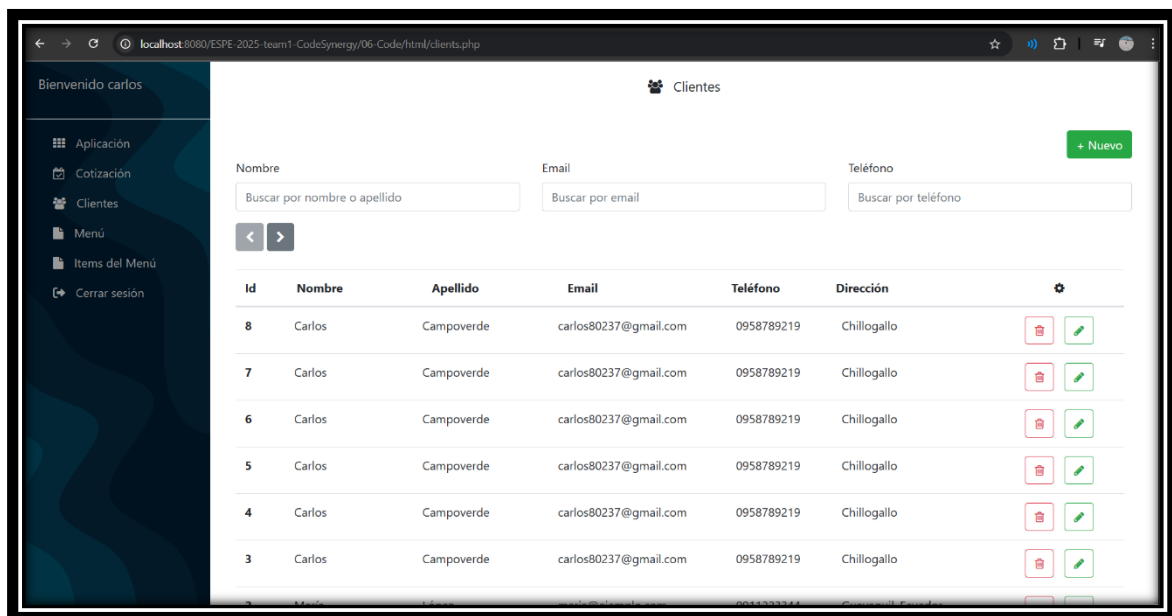 localhost:8080/ESPE-2025-team1-CodeSynergy/06-Code/html/clients.php
Bienvenido carlos
Aplicación
Cotización
Clientes
Menú
Items del Menú
Cerrar sesión
Clientes
+ Nuevo
Nombre Email Teléfono
Buscar por nombre o apellido Buscar por email Buscar por teléfono
Id Nombre Apellido Email Teléfono Dirección
8 Carlos Campoverde carlos80237@gmail.com 0958789219 Chillogallo
7 Carlos Campoverde carlos80237@gmail.com 0958789219 Chillogallo
6 Carlos Campoverde carlos80237@gmail.com 0958789219 Chillogallo
5 Carlos Campoverde carlos80237@gmail.com 0958789219 Chillogallo
4 Carlos Campoverde carlos80237@gmail.com 0958789219 Chillogallo
3 Carlos Campoverde carlos80237@gmail.com 0958789219 Chillogallo